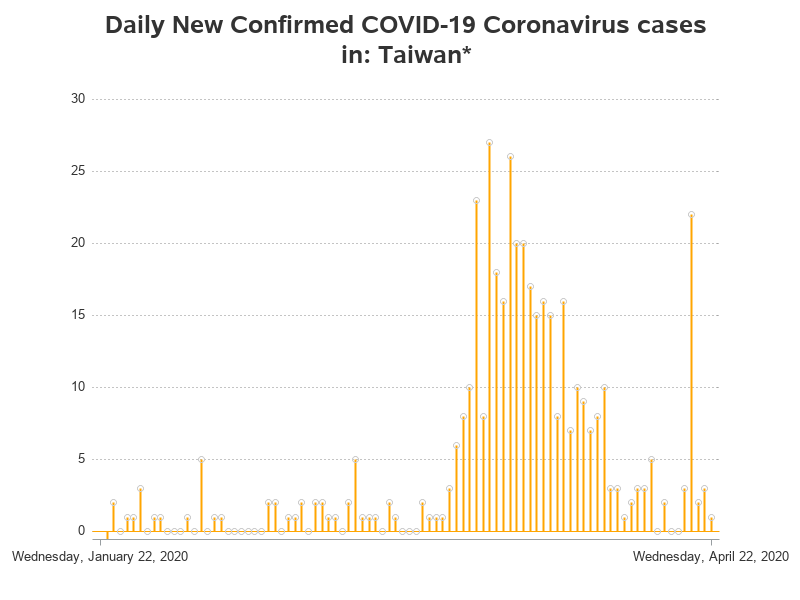 Daily New Confirmed COVID-19 Coronavirus cases
in: Taiwan*
30
25
20
15
10
5
0
Wednesday, January 22, 2020
Wednesday, April 22, 2020